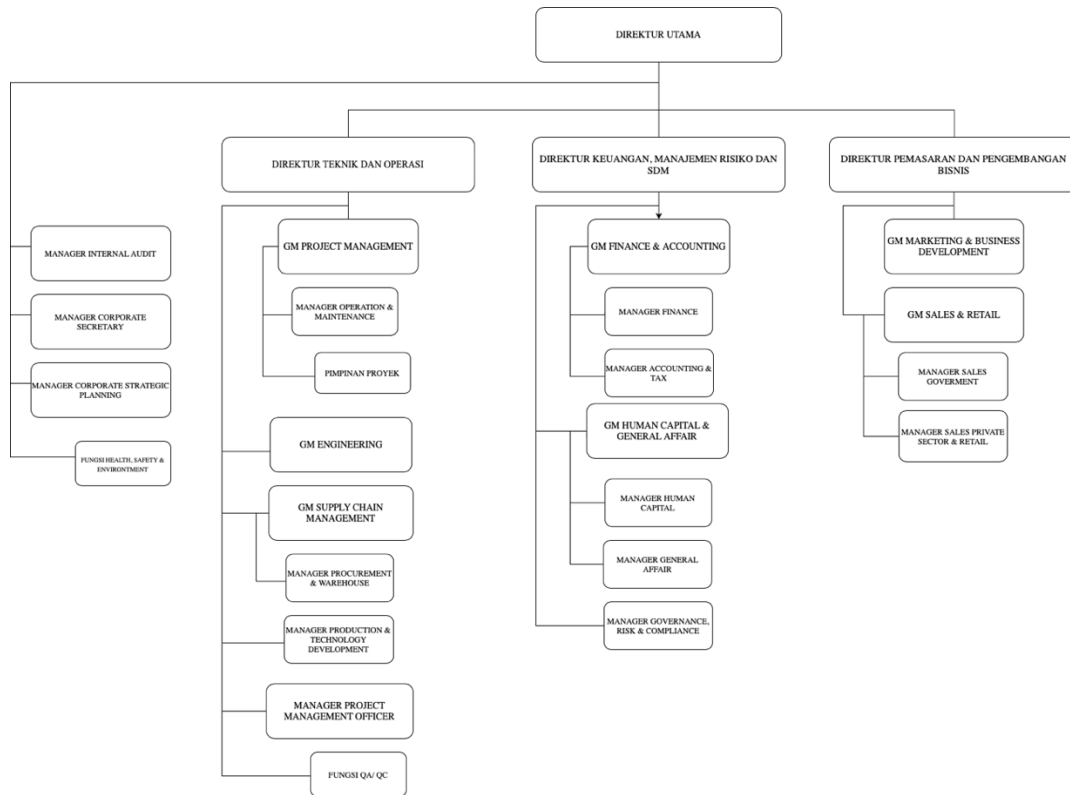 DIREKTUR UTAMA
DIREKTUR TEKNIK DAN OPERASI
DIREKTUR KEUANGAN, MANAJEMEN RISIKO DAN
SDM
DIREKTUR PEMASARAN DAN PENGEMBANGAN
BISNIS
MANAGER INTERNAL AUDIT
MANAGER CORPORATE
SECRETARY
MANAGER CORPORATE STRATEGIC
PLANNING
FUNGSI HEALTH, SAFETY &
ENVIRONTMENT
GM PROJECT MANAGEMENT
MANAGER OPERATION &
MAINTENANCE
PIMPINAN PROYEK
GM ENGINEERING
GM SUPPLY CHAIN
MANAGEMENT
MANAGER PROCUREMENT
& WAREHOUSE
MANAGER PRODUCTION &
TECHNOLOGY
DEVELOPMENT
MANAGER PROJECT
MANAGEMENT OFFICER
FUNGSI QA/ QC
GM FINANCE & ACCOUNTING
MANAGER FINANCE
MANAGER ACCOUNTING &
TAX
GM HUMAN CAPITAL &
GENERAL AFFAIR
MANAGER HUMAN
CAPITAL
MANAGER GENERAL
AFFAIR
MANAGER GOVERNANCE,
RISK & COMPLIANCE
GM MARKETING & BUSINESS
DEVELOPMENT
GM SALES & RETAIL
MANAGER SALES
GOVERMENT
MANAGER SALES PRIVATE
SECTOR & RETAIL